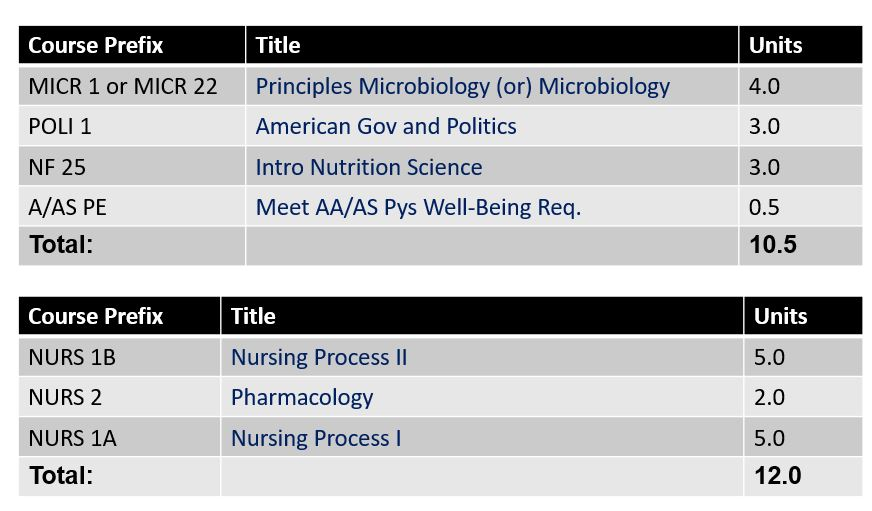 Course Prefix Title Units
MICR 1 or MICR 22 Principles Microbiology (or) Microbiology 4.0
POLI 1 American Gov and Politics 3.0
NF 25 Intro Nutrition Science 3.0
A/AS PE Meet AA/AS Pys Well-Being Req. 0.5
Total: 10.5
Course Prefix Title Units
NURS 1B Nursing Process II 5.0
NURS 2 Pharmacology 2.0
NURS 1A Nursing Process I 5.0
Total: 12.0